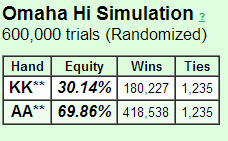 Omaha Hi Simulation ?
600,000 trials (Randomized)
Hand Equity Wins Ties
KK** 30.14% 180,227 1,235
AA** 69.86% 418,538 1,235